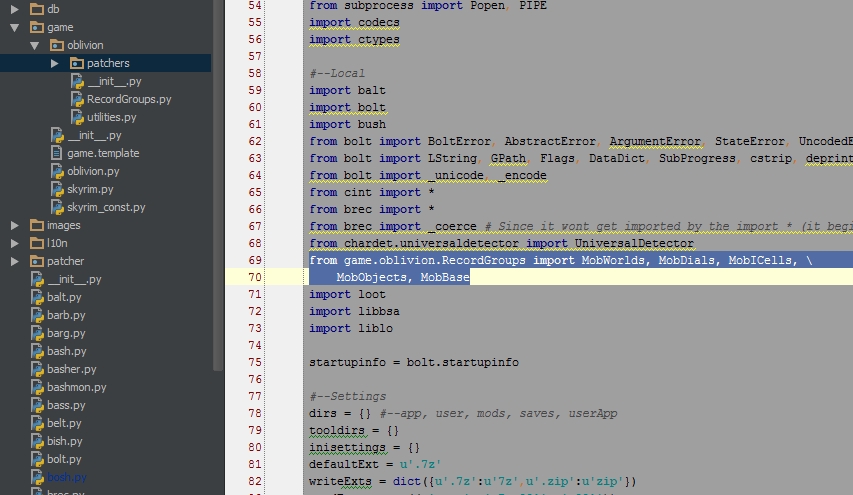 db
game
oblivion
patchers
__init__.py
RecordGroups.py
utilities.py
__init__.py
game.template
oblivion.py
skyrim.py
skyrim_const.py
images
l10n
patcher
__init__.py
balt.py
barb.py
barg.py
bash.py
basher.py
bashmon.py
bass.py
belt.py
bish.py
bolt.py
bosh.py
brec.py
54 from subprocess import Popen, PIPE
55 import codecs
56 import ctypes
57
58 #--Local
59 import balt
60 import bolt
61 import bush
62 from bolt import BoltError, AbstractError, ArgumentError, StateError, UncodedE
63 from bolt import LString, GPath, Flags, DataDict, SubProgress, cstrip, deprint
64 from bolt import _unicode, _encode
65 from cint import *
66 from brec import *
67 from brec import _coerce # Since it wont get imported by the import * (it begi
68 from chardet.universaldetector import UniversalDetector
69 from game.oblivion.RecordGroups import MobWorlds, MobDials, MobICells, \
70 MobObjects, MobBase
71 import loot
72 import libbsa
73 import liblo
74
75 startupinfo = bolt.startupinfo
76
77 #--Settings
78 dirs = {} #--app, user, mods, saves, userApp
79 tooldirs = {}
80 inisettings = {}
81 defaultExt = u'.7z'
82 writeExts = dict({u'.7z':u'7z',u'.zip':u'zip'})